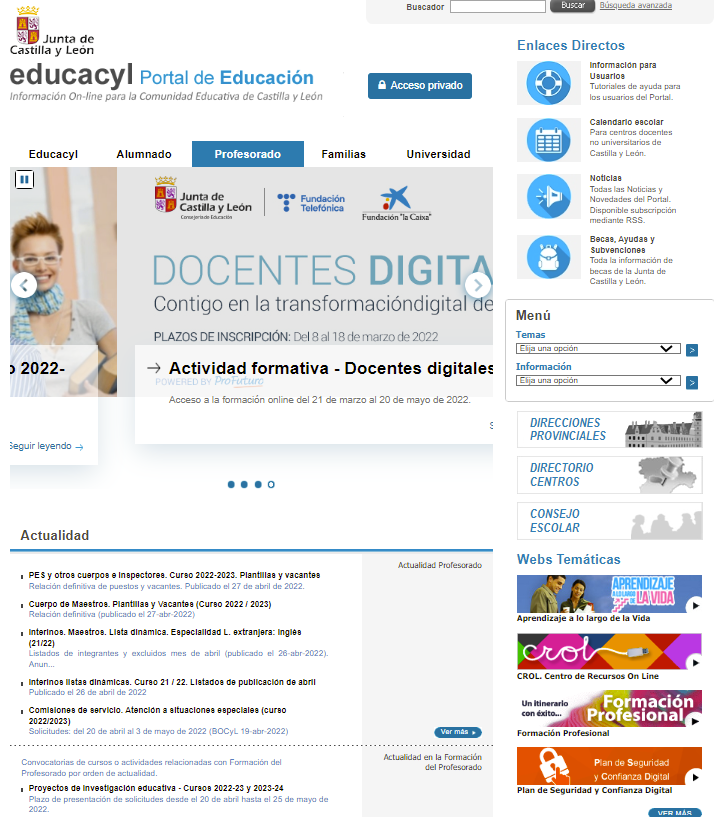 Buscador
Buscar
Búsqueda avanzada
Junta de
Castilla y León
educacyl Portal de Educación
Información On-line para la Comunidad Educativa de Castilla y León
Acceso privado
Educacyl
Alumnado
Profesorado
Familias
Universidad
Junta de
Castilla y León
Consejería de Educación
Fundación
Telefónica
Fundación "la Caixa"
DOCENTES DIGITA
Contigo en la transformacióndigital de
PLAZOS DE INSCRIPCIÓN: Del 8 al 18 de marzo de 2022
o 2022-
Seguir leyendo →
→ Actividad formativa - Docentes digitales
POWERED BY ProFuturo
Acceso a la formación online del 21 de marzo al 20 de mayo de 2022.
S
Actualidad
Actualidad Profesorado
PES y otros cuerpos e Inspectores. Curso 2022-2023. Plantillas y vacantes
Relación definitiva de puestos y vacantes. Publicado el 27 de abril de 2022.
Cuerpo de Maestros. Plantillas y Vacantes (Curso 2022 / 2023)
Relación definitiva (publicado el 27-abr-2022)
Interinos. Maestros. Lista dinámica. Especialidad L. extranjera: Inglés
(21/22)
Listados de integrantes y excluidos mes de abril (publicado el 26-abr-2022).
Anun...
Interinos listas dinámicas. Curso 21 / 22. Listados de publicación de abril
Publicado el 26 de abril de 2022
Comisiones de servicio. Atención a situaciones especiales (curso
2022/2023)
Solicitudes: del 20 de abril al 3 de mayo de 2022 (BOCyL 19-abr-2022)
Ver más
Actualidad en la Formación
del Profesorado
Convocatorias de cursos o actividades relacionadas con Formación del
Profesorado por orden de actualidad.
Proyectos de Investigación educativa - Cursos 2022-23 y 2023-24
Plazo de presentación de solicitudes desde el 20 de abril hasta el 25 de mayo de
2022.
Enlaces Directos
Información para
Usuarios
Tutoriales de ayuda para
los usuarios del Portal.
Calendario escolar
Para centros docentes
no universitarios de
Castilla y León.
Noticias
Todas las Noticias y
Novedades del Portal.
Disponible subscripción
mediante RSS.
Becas, Ayudas y
Subvenciones
Toda la información de
becas de la Junta de
Castilla y León.
Menú
Temas
Elija una opción
>
Información
Elija una opción
>
DIRECCIONES
PROVINCIALES
DIRECTORIO
CENTROS
CONSEJO
ESCOLAR
Webs Temáticas
APRENDIZAJE
A LO LARGO DE
LA VIDA
Aprendizaje a lo largo de la Vida
crol
CROL. Centro de Recursos On Line
Un itinerario
con éxito...
Formación
Profesional
Formación Profesional
Plan de Seguridad
y Confianza Digital
Plan de Seguridad y Confianza Digital
VER MÁS